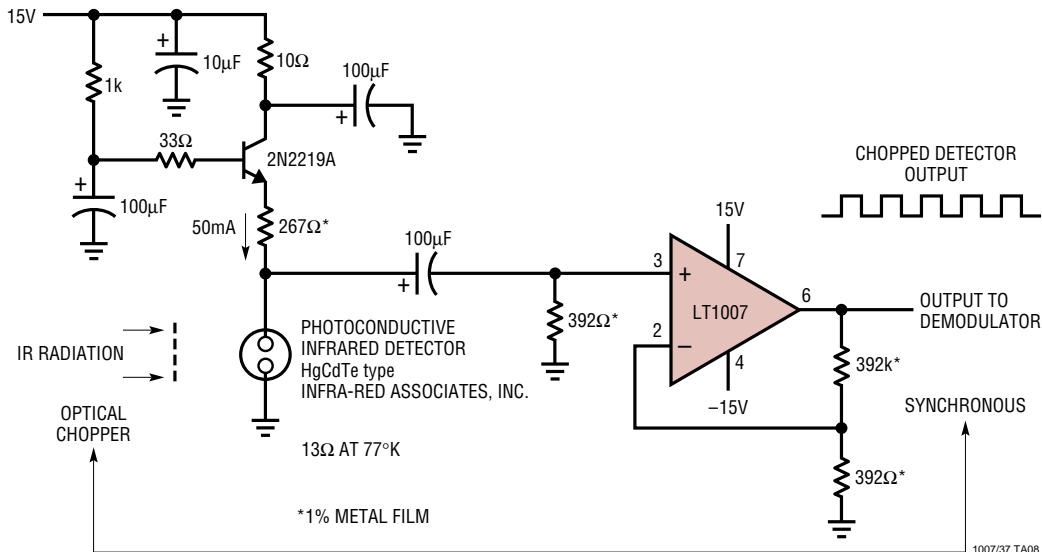 15V
1k
+
10μF
10Ω
100μF
+
33Ω
2N2219A
+
100μF
50mA
267Ω*
100μF
+
CHOPPED DETECTOR
OUTPUT
15V
3
+
7
LT1007
6
2
–
4
–15V
392Ω*
OUTPUT TO
DEMODULATOR
392k*
392Ω*
SYNCHRONOUS
IR RADIATION
PHOTOCONDUCTIVE
INFRARED DETECTOR
HgCdTe type
INFRA-RED ASSOCIATES, INC.
OPTICAL
CHOPPER
13Ω AT 77°K
*1% METAL FILM
1007/37 TA08